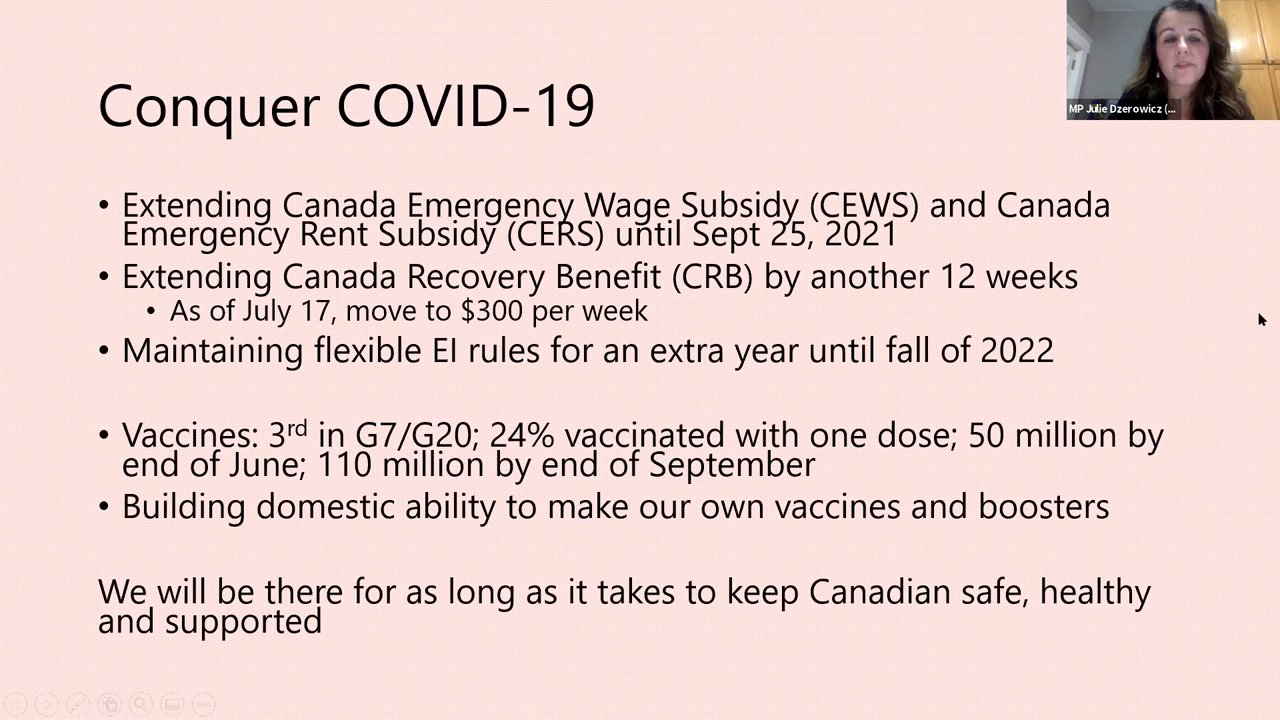 MP Julie Dzerowicz (...
Conquer COVID-19
• Extending Canada Emergency Wage Subsidy (CEWS) and Canada
Emergency Rent Subsidy (CERS) until Sept 25, 2021
• Extending Canada Recovery Benefit (CRB) by another 12 weeks
• As of July 17, move to $300 per week
• Maintaining flexible EI rules for an extra year until fall of 2022
• Vaccines: 3rd in G7/G20; 24% vaccinated with one dose; 50 million by
end of June; 110 million by end of September
• Building domestic ability to make our own vaccines and boosters
We will be there for as long as it takes to keep Canadian safe, healthy
and supported